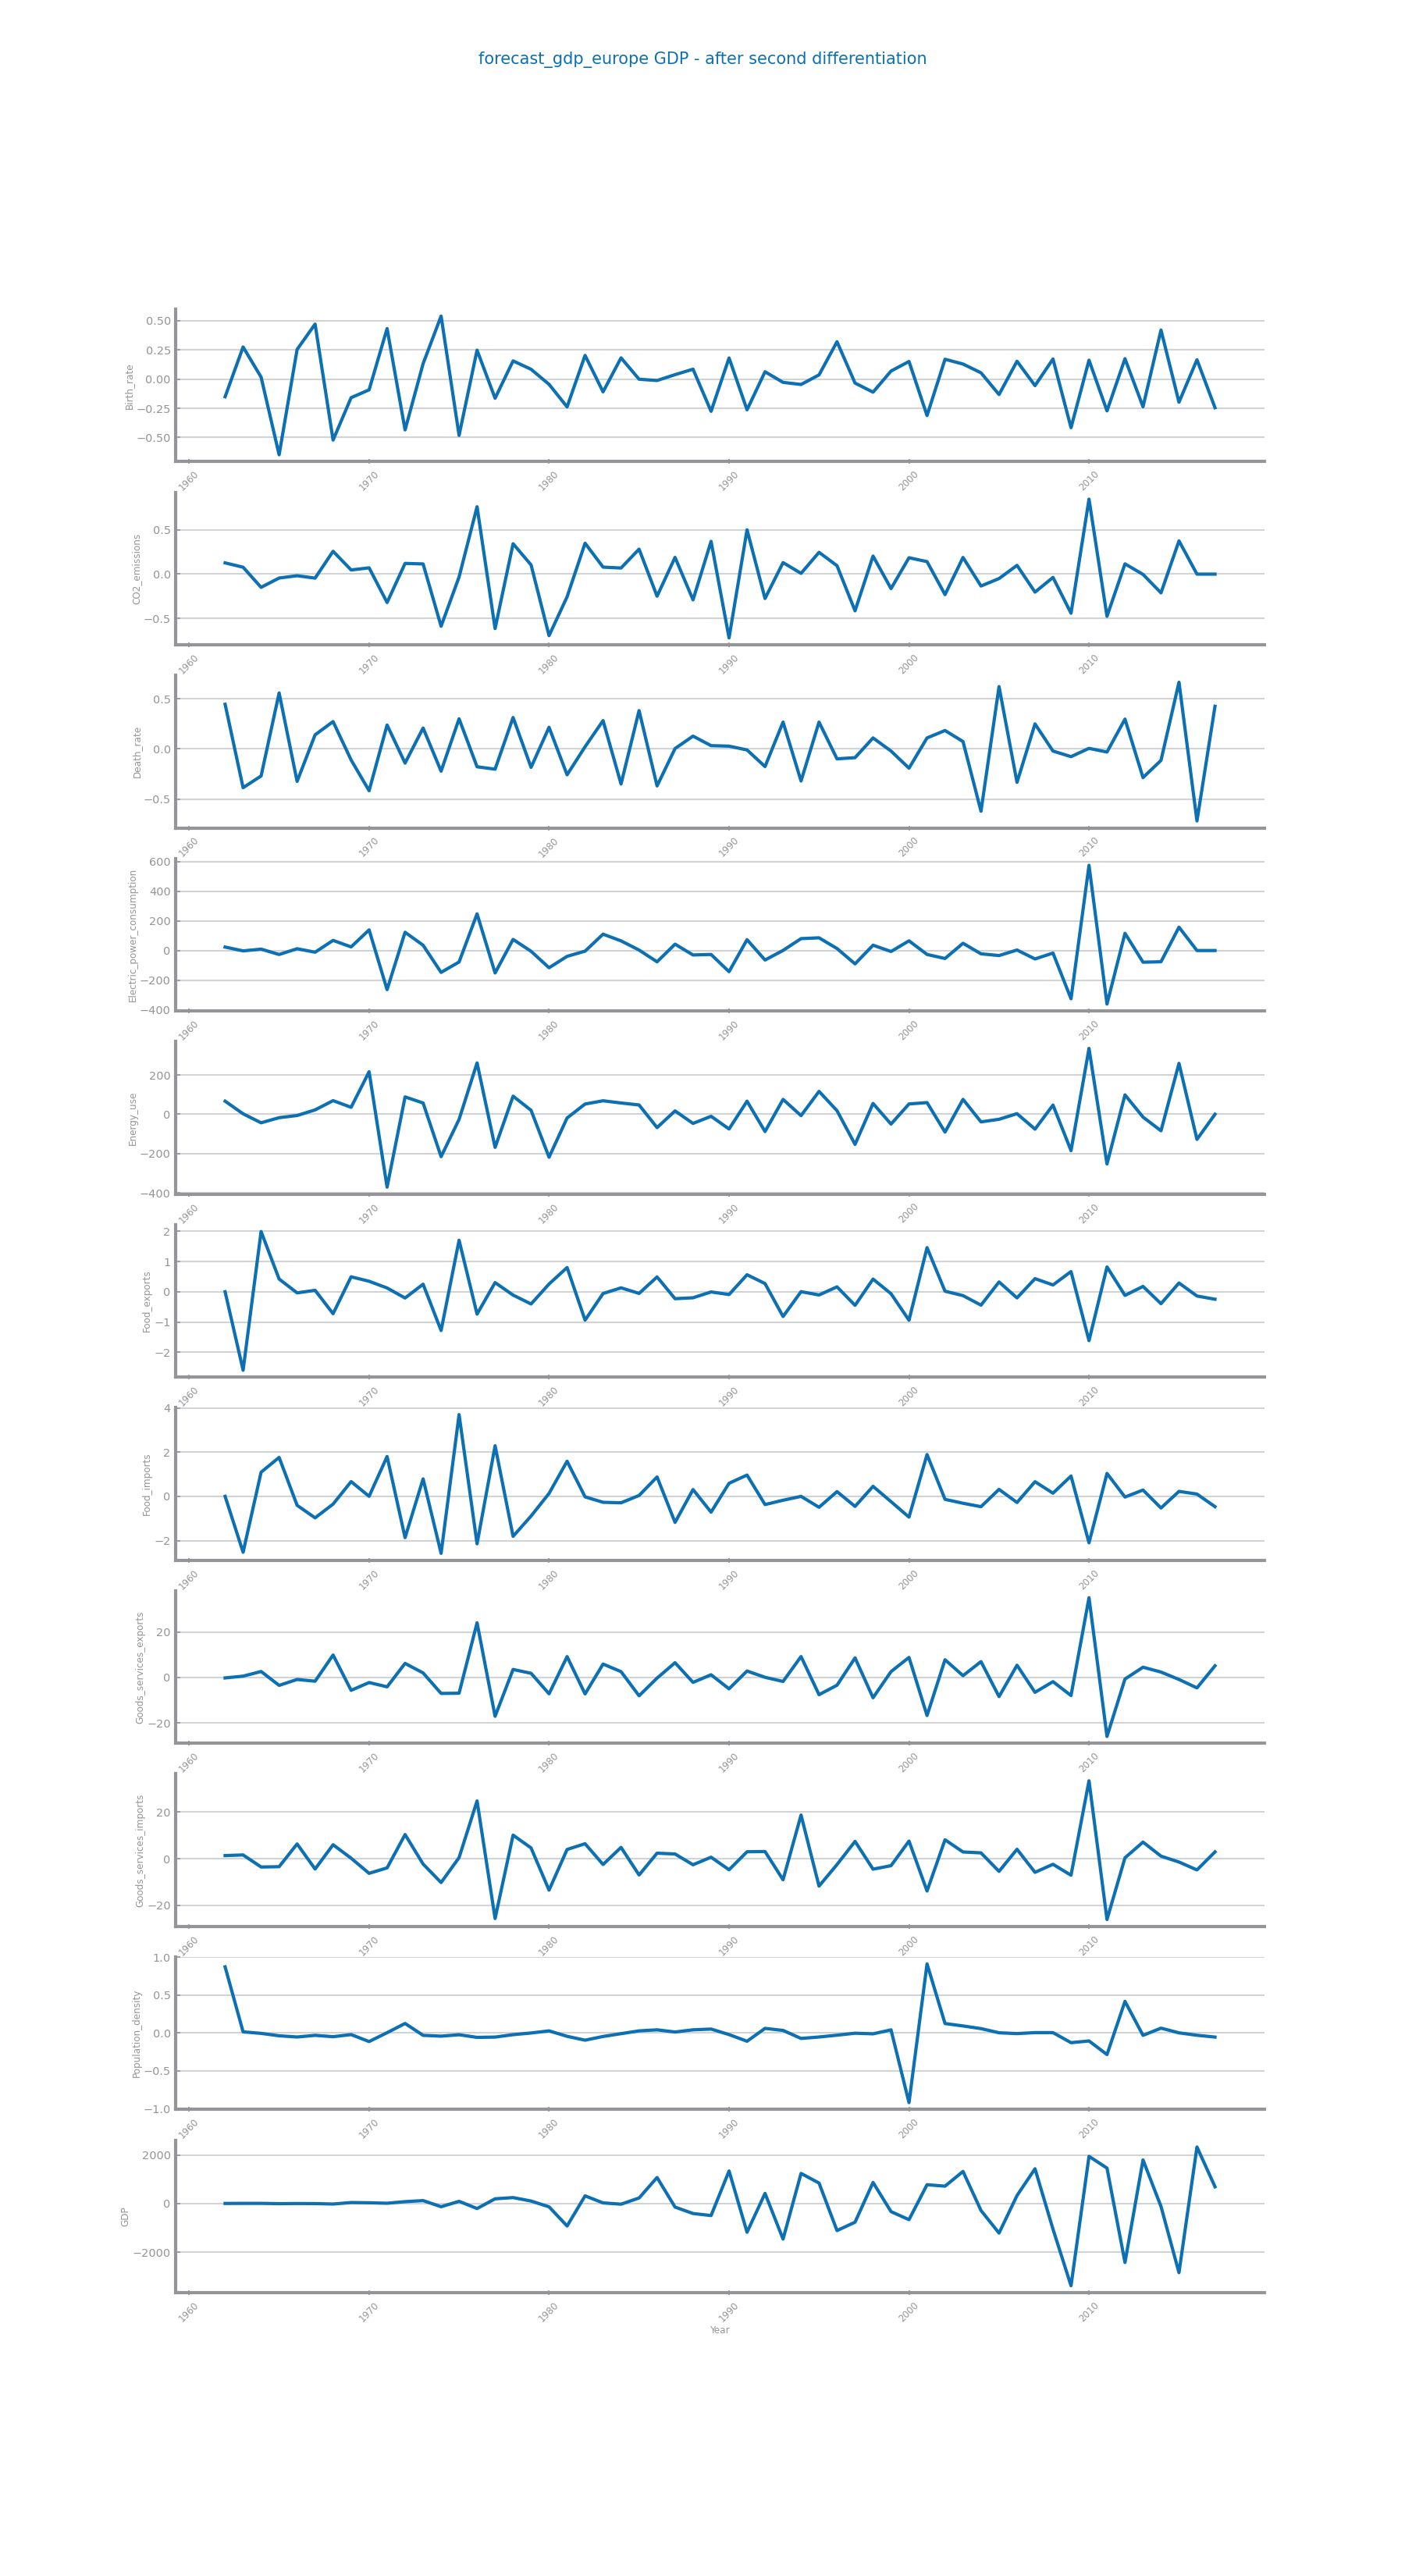 forecast_gdp_europe GDP - after second differentiation
Birth_rate
0.50
0.25
0.00
−0.25
−0.50
1960 1970 1980 1990 2000 2010
CO2_emissions
0.5
0.0
−0.5
1960 1970 1980 1990 2000 2010
Death_rate
0.5
0.0
−0.5
1960 1970 1980 1990 2000 2010
Electric_power_consumption
600
400
200
0
−200
−400
1960 1970 1980 1990 2000 2010
Energy_use
200
0
−200
−400
1960 1970 1980 1990 2000 2010
Food_exports
2
1
0
−1
−2
1960 1970 1980 1990 2000 2010
Food_imports
4
2
0
−2
1960 1970 1980 1990 2000 2010
Goods_services_exports
20
0
−20
1960 1970 1980 1990 2000 2010
Goods_services_imports
20
0
−20
1960 1970 1980 1990 2000 2010
Population_density
1.0
0.5
0.0
−0.5
−1.0
1960 1970 1980 1990 2000 2010
GDP
2000
0
−2000
1960 1970 1980 1990 2000 2010
Year